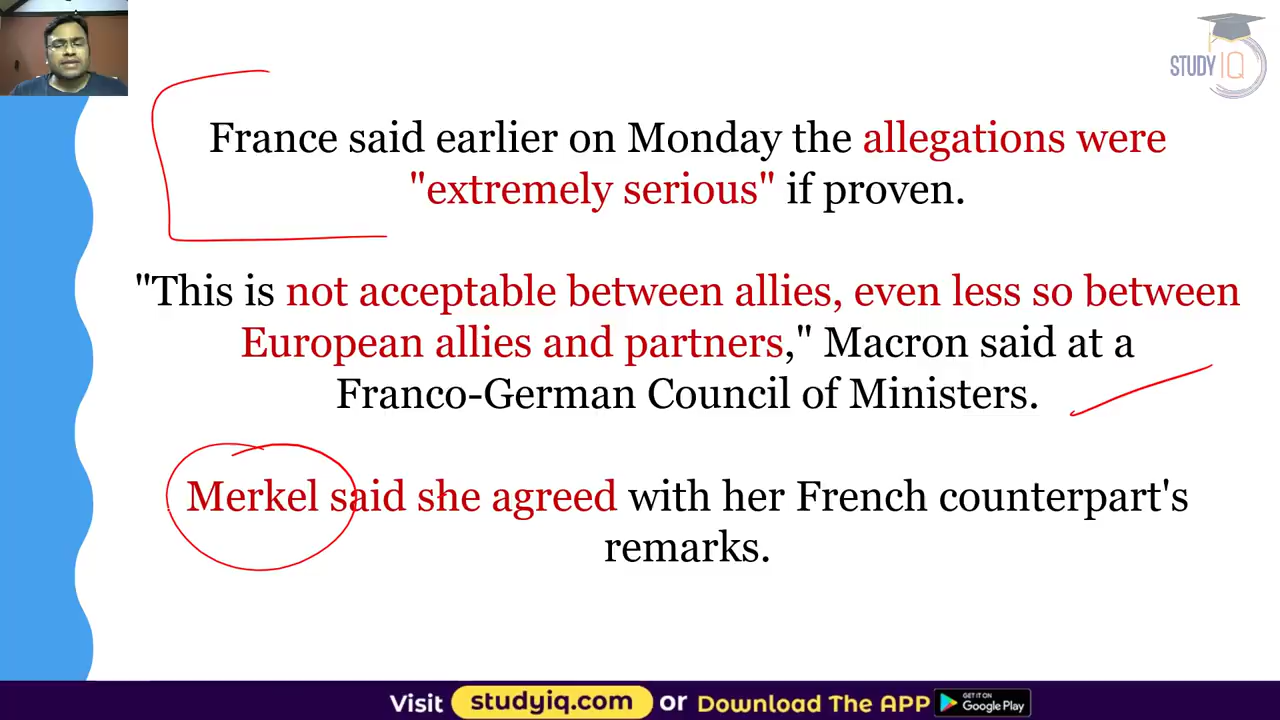 STUDY IQ
France said earlier on Monday the allegations were
"extremely serious" if proven.
"This is not acceptable between allies, even less so between
European allies and partners," Macron said at a
Franco-German Council of Ministers.
Merkel said she agreed with her French counterpart's
remarks.
Visit studyiq.com or Download The APP GET IT ON Google Play